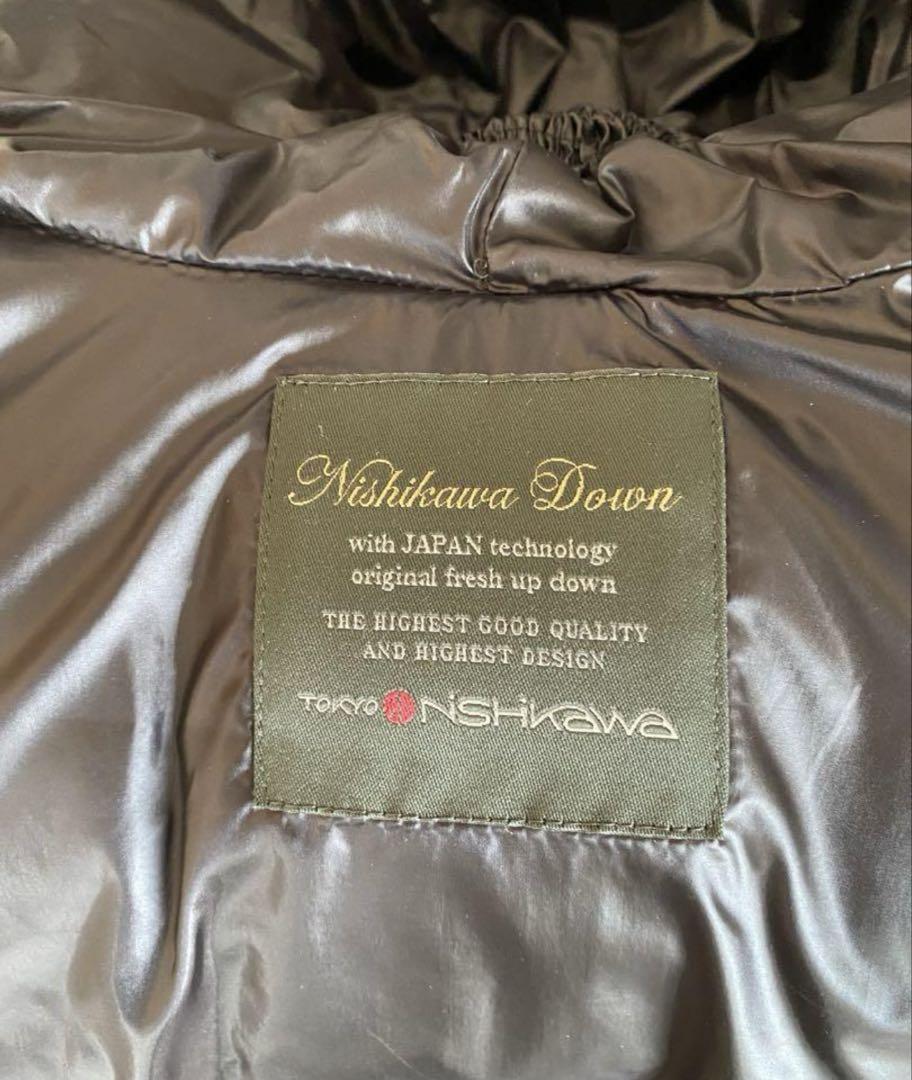 Nishikawa Down
with JAPAN technology
original fresh up down
THE HIGHEST GOOD QUALITY
AND HIGHEST DESIGN
TOKYO NiSHiKaWa